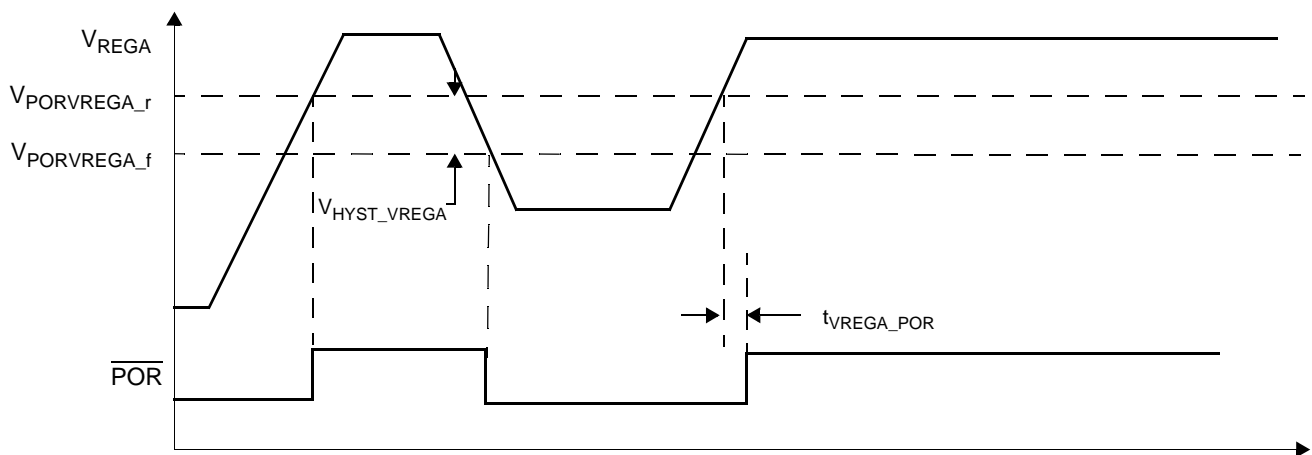 VREGA
VPORVREGA_r
VPORVREGA_f
VHYST_VREGA
tVREGA_POR
POR